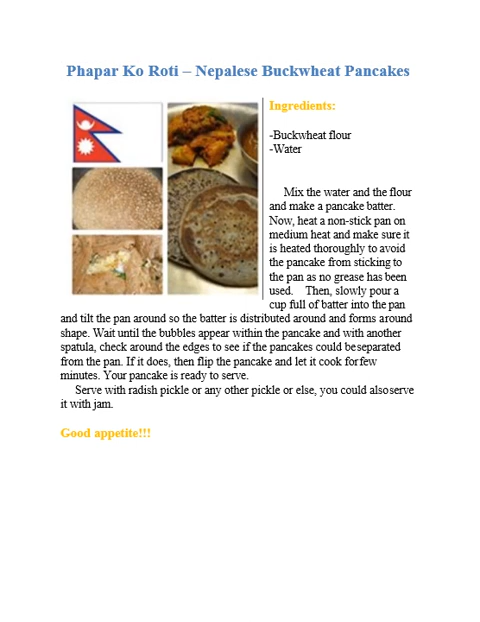 Phapar Ko Roti – Nepalese Buckwheat Pancakes
Ingredients:
-Buckwheat flour
-Water
Mix the water and the flour
and make a pancake batter.
Now, heat a non-stick pan on
medium heat and make sure it
is heated thoroughly to avoid
the pancake from sticking to
the pan as no grease has been
used. Then, slowly pour a
cup full of batter into the pan
and tilt the pan around so the batter is distributed around and forms around
shape. Wait until the bubbles appear within the pancake and with another
spatula, check around the edges to see if the pancakes could be separated
from the pan. If it does, then flip the pancake and let it cook for few
minutes. Your pancake is ready to serve.
Serve with radish pickle or any other pickle or else, you could also serve
it with jam.
Good appetite!!!